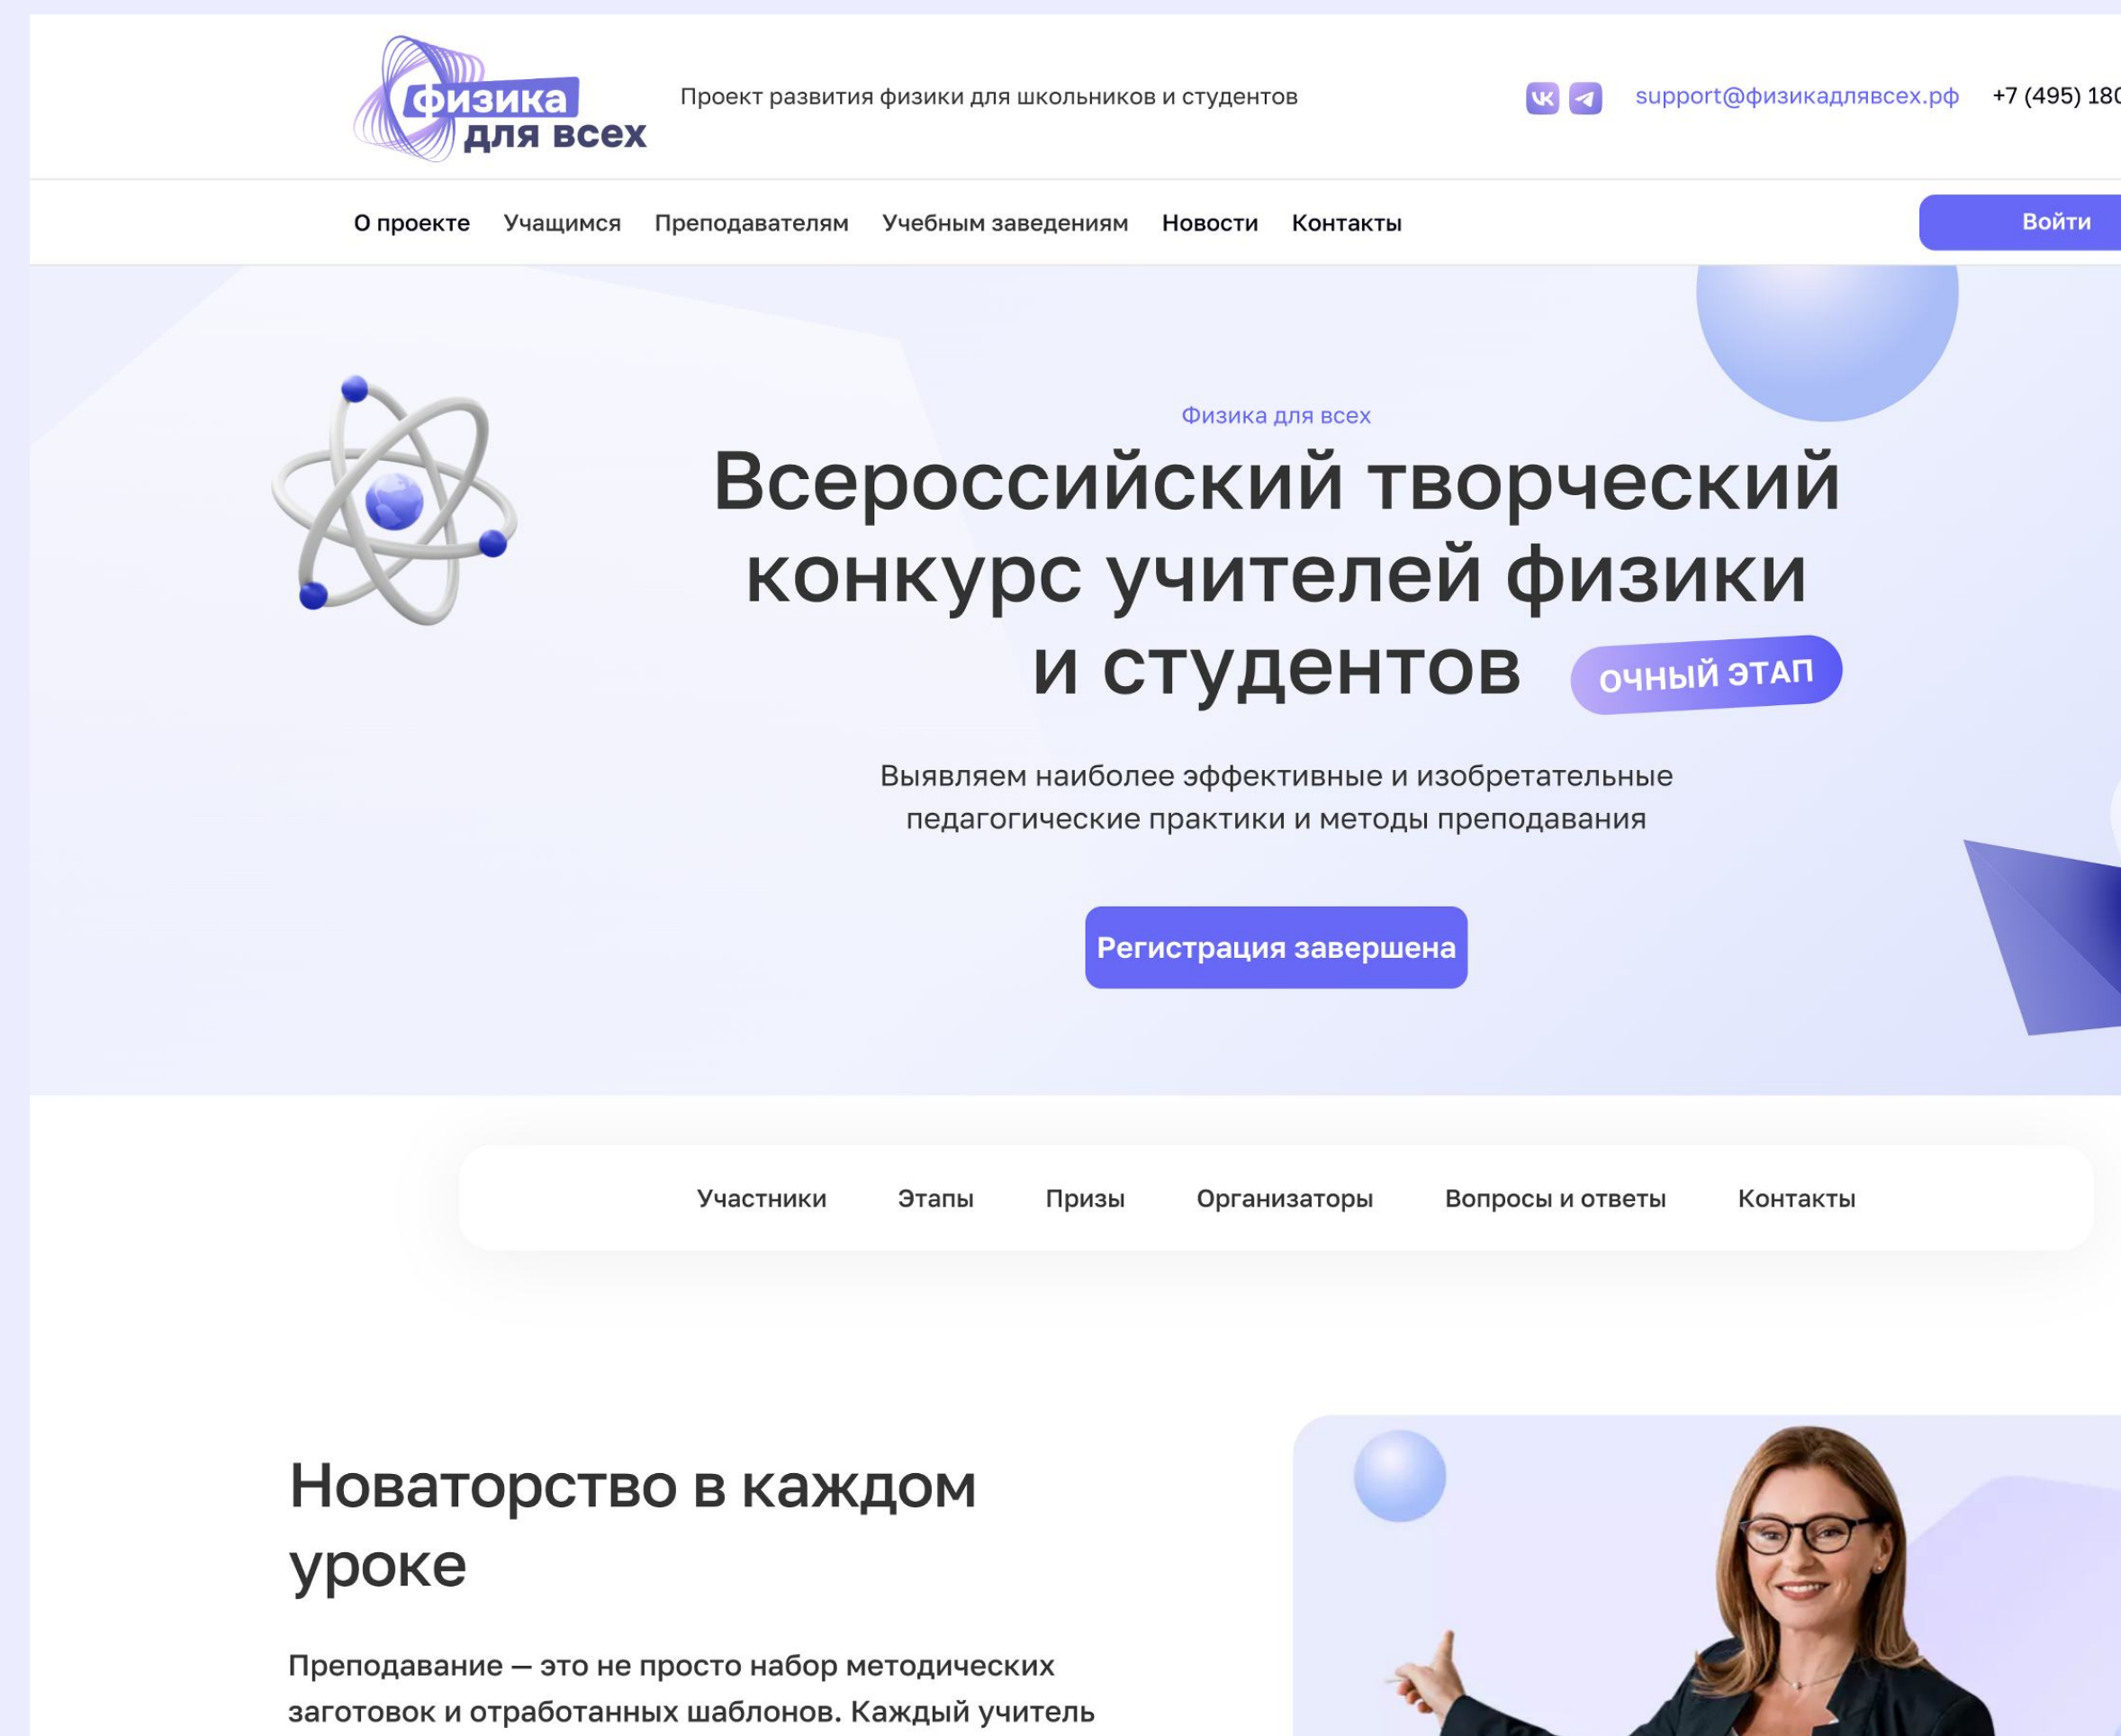 физика
для всех
Проект развития физики для школьников и студентов
support@физикадлявсех.рф
+7 (495) 180
О проекте
Учащимся
Преподавателям
Учебным заведениям
Новости
Контакты
Войти
Физика для всех
Всероссийский творческий
конкурс учителей физики
и студентов
ОЧНЫЙ ЭТАП
Выявляем наиболее эффективные и изобретательные
педагогические практики и методы преподавания
Регистрация завершена
Участники
Этапы
Призы
Организаторы
Вопросы и ответы
Контакты
Новаторство в каждом
уроке
Преподавание — это не просто набор методических
заготовок и отработанных шаблонов. Каждый учитель